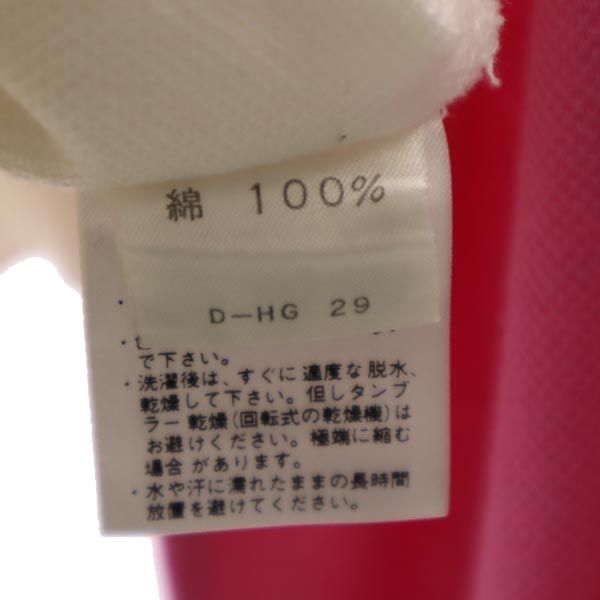 綿 100%
D-HG 29
で下さい。
・洗濯後は、すぐに適度な脱水、
乾燥して下さい。但しタンブ
ラー乾燥(回転式の乾燥機)は
お避けください。極端に縮む
場合があります。
・水や汗に濡れたままの長時間
放置を避けてください。